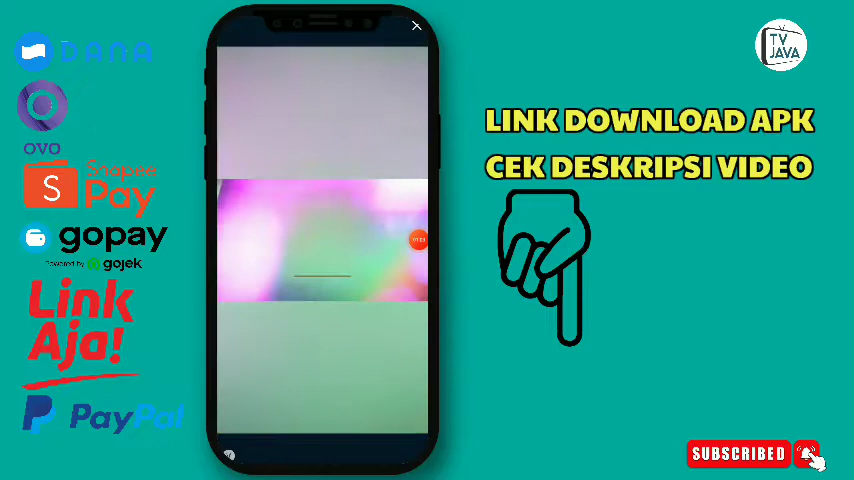 DANA
OVO
S Shopee
Pay
gopay
Powered by gojek
Link
Aja!
PayPal
TV
JAVA
LINK DOWNLOAD APK
CEK DESKRIPSI VIDEO
SUBSCRIBED